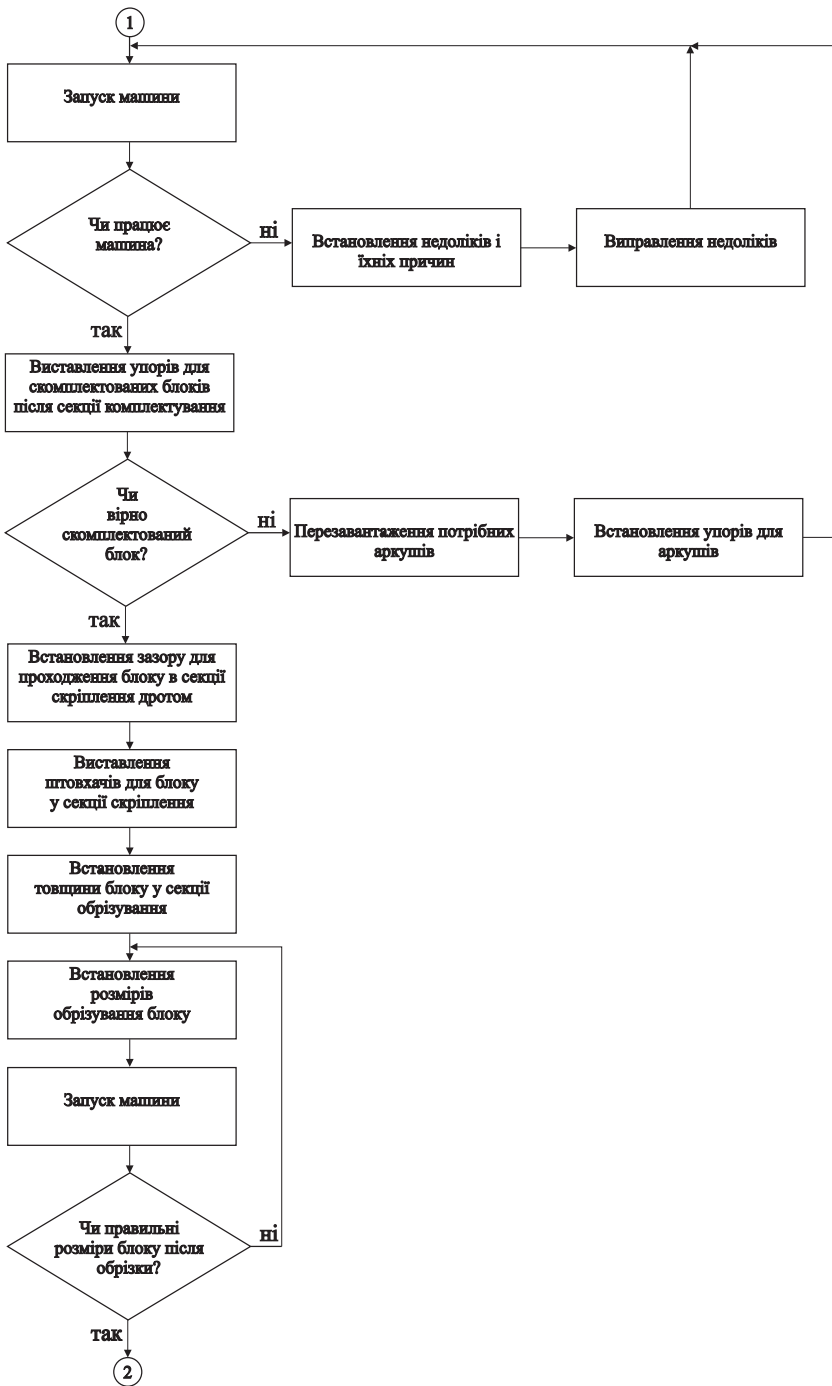 1
Запуск машини
Чи працює
машина?
ні
Встановлення недоліків і
їхніх причин
Виправлення недоліків
так
Виставлення упорів для
скомплектованих блоків
після секції комплектування
Чи
вірно
скомплектований
блок?
ні
Перезавантаження потрібних
аркушів
Встановлення упорів для
аркушів
так
Встановлення зазору для
проходження блоку в секції
скріплення дротом
Виставлення
штовхачів для блоку
у секції скріплення
Встановлення
товщини блоку у секції
обрізування
Встановлення
розмірів
обрізування блоку
Запуск машини
Чи правильні
розміри блоку після
обрізки?
ні
так
2